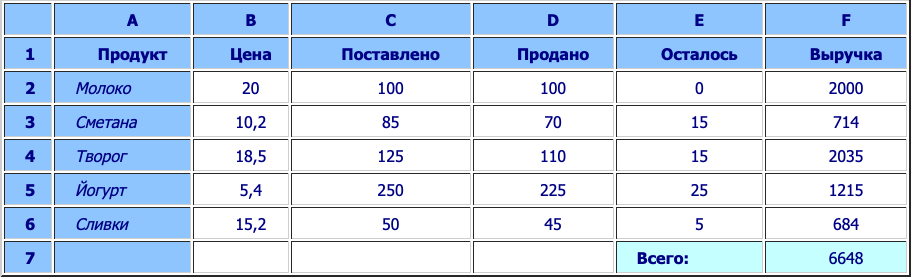 A B C D E F
1 Продукт Цена Поставлено Продано Осталось Выручка
2 Молоко 20 100 100 0 2000
3 Сметана 10,2 85 70 15 714
4 Творог 18,5 125 110 15 2035
5 Йогурт 5,4 250 225 25 1215
6 Сливки 15,2 50 45 5 684
7 Всего: 6648